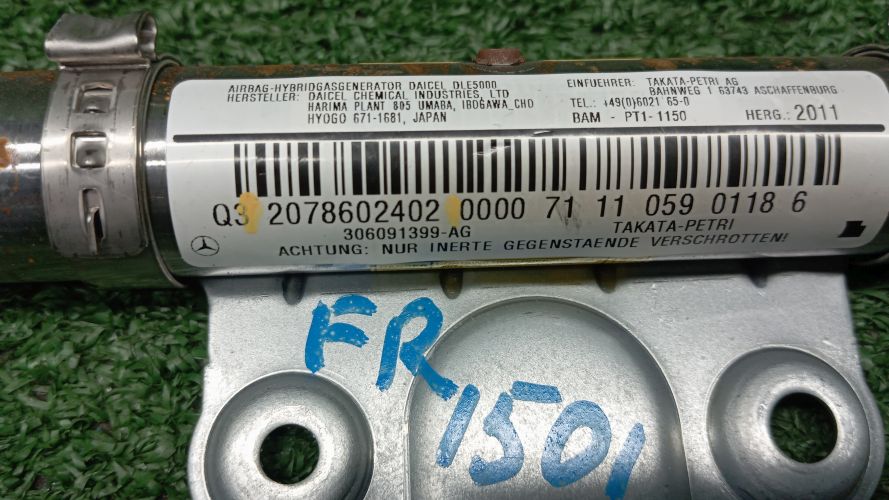 AIRBAG-HYBRIDGASGENERATOR DAICEL DLE5000
HERSTELLER: DAICEL CHEMICAL INDUSTRIES, LTD
HARIMA PLANT 805 UMABA, IBOGAWA_CHO
HYOGO 671-1681, JAPAN
EINFUEHRER: TAKATA-PETRI AG
BAHNWEG 1 63743 ASCHAFFENBURG
TEL.: +49(0)6021 65-0
BAM - PT1-1150 HERG.: 2011
Q3 2078602402 0000 71 11 059 0118 6
306091399-AG TAKATA-PETRI
ACHTUNG: NUR INERTE GEGENSTAENDE VERSCHROTTEN!
FR
1501